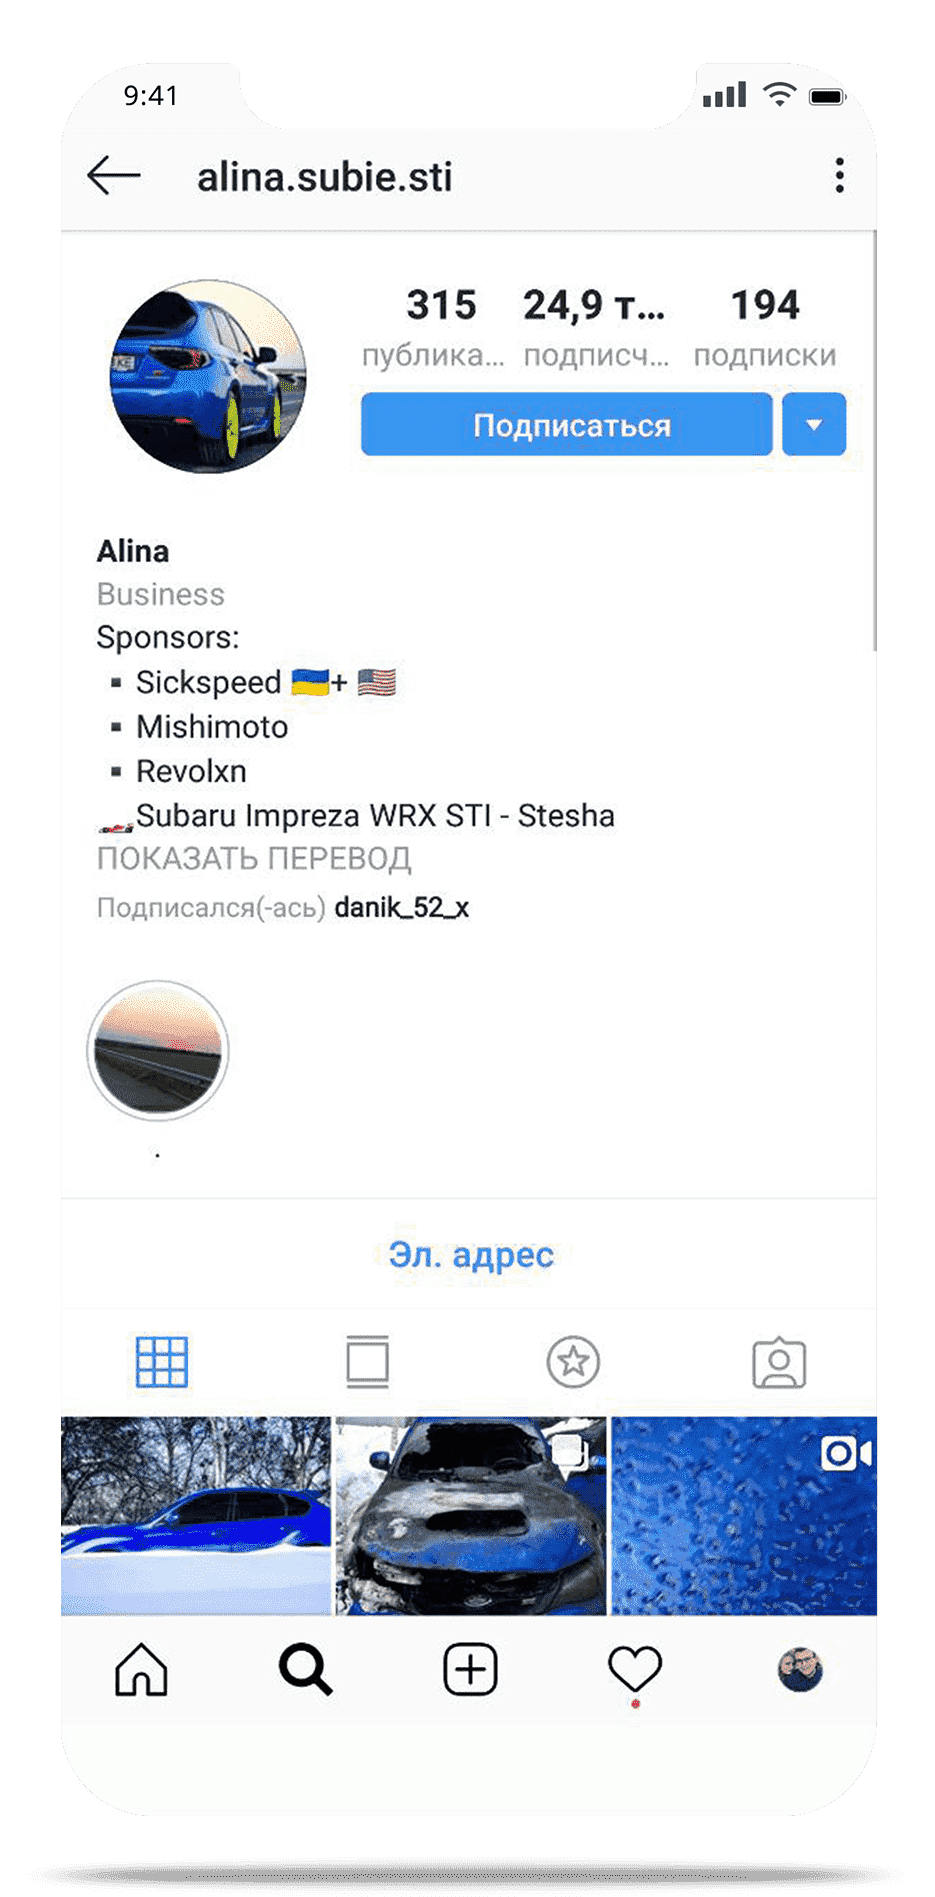 9:41
alina.subie.sti
315 24,9 т... 194
публика... подписч... подписки
Подписаться
Alina
Business
Sponsors:
▪ Sickspeed 🇺🇦+ 🇺🇸
▪ Mishimoto
▪ Revolxn
🏎Subaru Impreza WRX STI - Stesha
ПОКАЗАТЬ ПЕРЕВОД
Подписался(-ась) danik_52_x
.
Эл. адрес